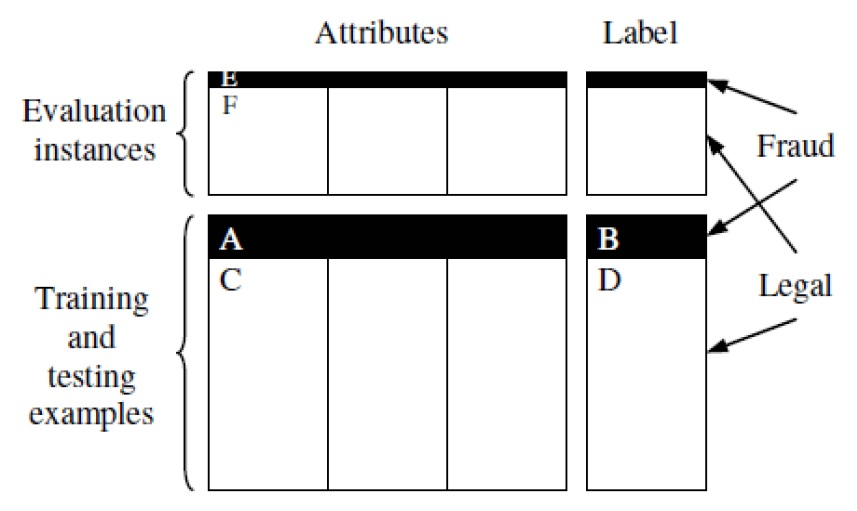 Attributes
Label
Evaluation
instances
E
F
Fraud
A
B
C
D
Legal
Training
and
testing
examples